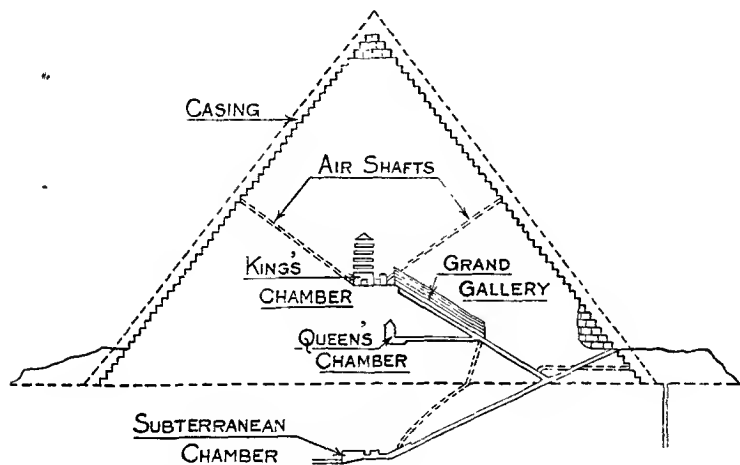 CASING
AIR SHAFTS
KING'S
CHAMBER
GRAND
GALLERY
QUEEN'S
CHAMBER
SUBTERRANEAN
CHAMBER